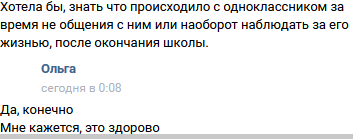 Хотела бы, знать что происходило с одноклассником за
время не общения с ним или наоборот наблюдать за его
жизнью, после окончания школы.
Ольга
сегодня в 0:08
Да, конечно
Мне кажется, это здорово